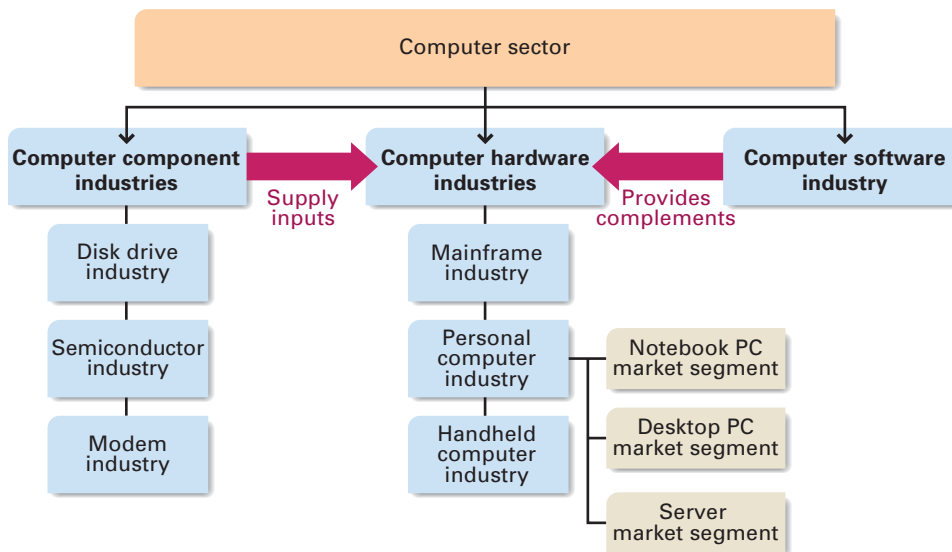 Computer sector
Computer component
industries
Supply
inputs
Computer hardware
industries
Provides
complements
Computer software
industry
Disk drive
industry
Semiconductor
industry
Modem
industry
Mainframe
industry
Personal
computer
industry
Handheld
computer
industry
Notebook PC
market segment
Desktop PC
market segment
Server
market segment